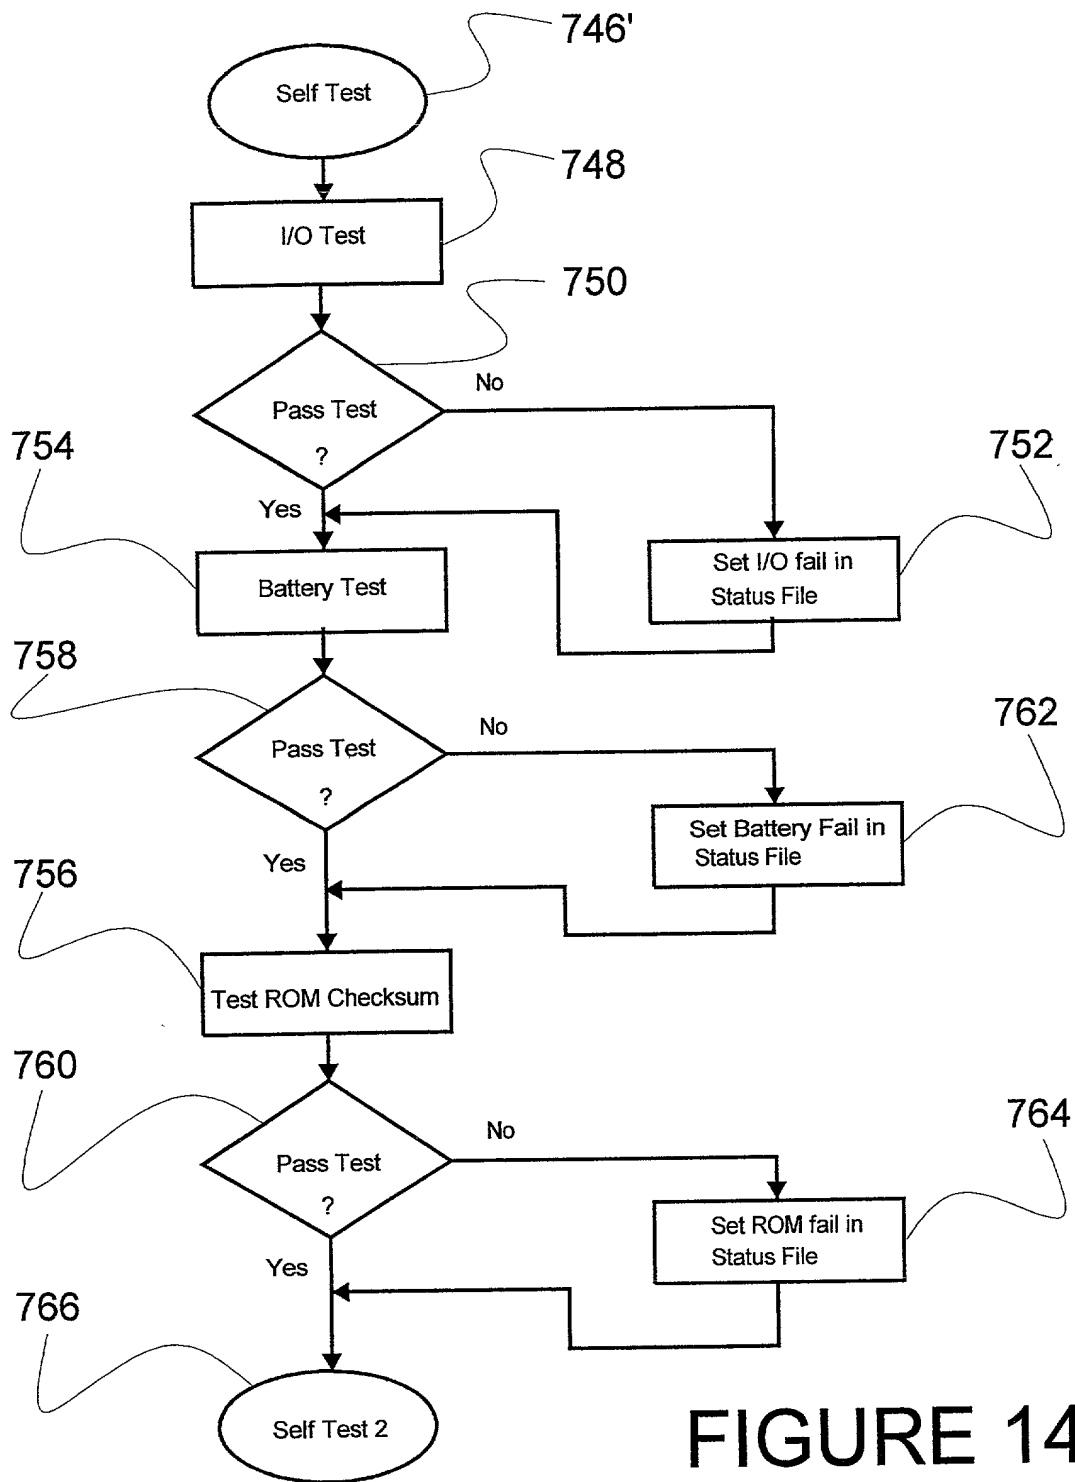 746'
Self Test
748
I/O Test
750
No
Pass Test
?
754
752
Yes
Set I/O fail in
Status File
Battery Test
758
No
762
Pass Test
?
Set Battery Fail in
Status File
Yes
756
Test ROM Checksum
760
No
764
Pass Test
?
Set ROM fail in
Status File
Yes
766
Self Test 2
FIGURE 14